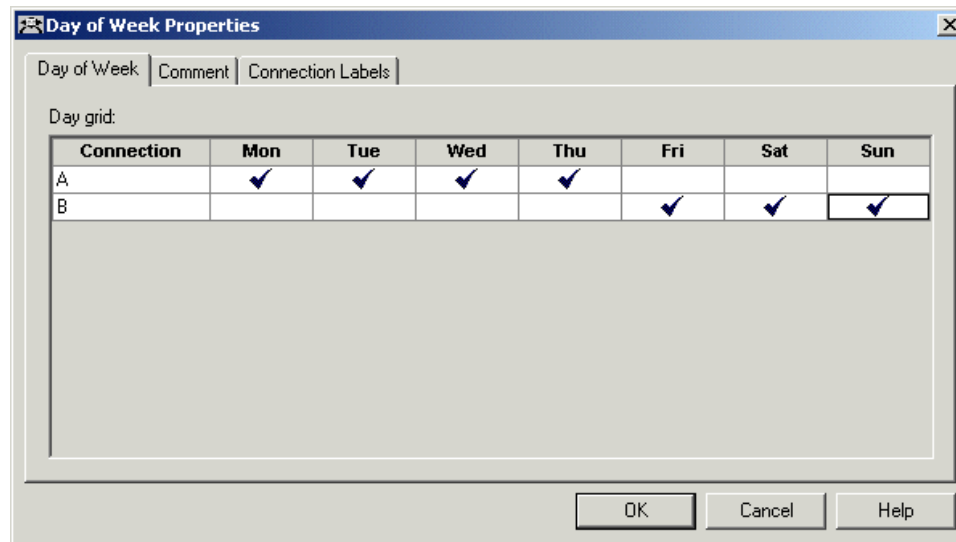 Day of Week Properties
Day of Week Comment Connection Labels
Day grid:
Connection Mon Tue Wed Thu Fri Sat Sun
A ✓ ✓ ✓ ✓
B ✓ ✓ ✓
OK Cancel Help